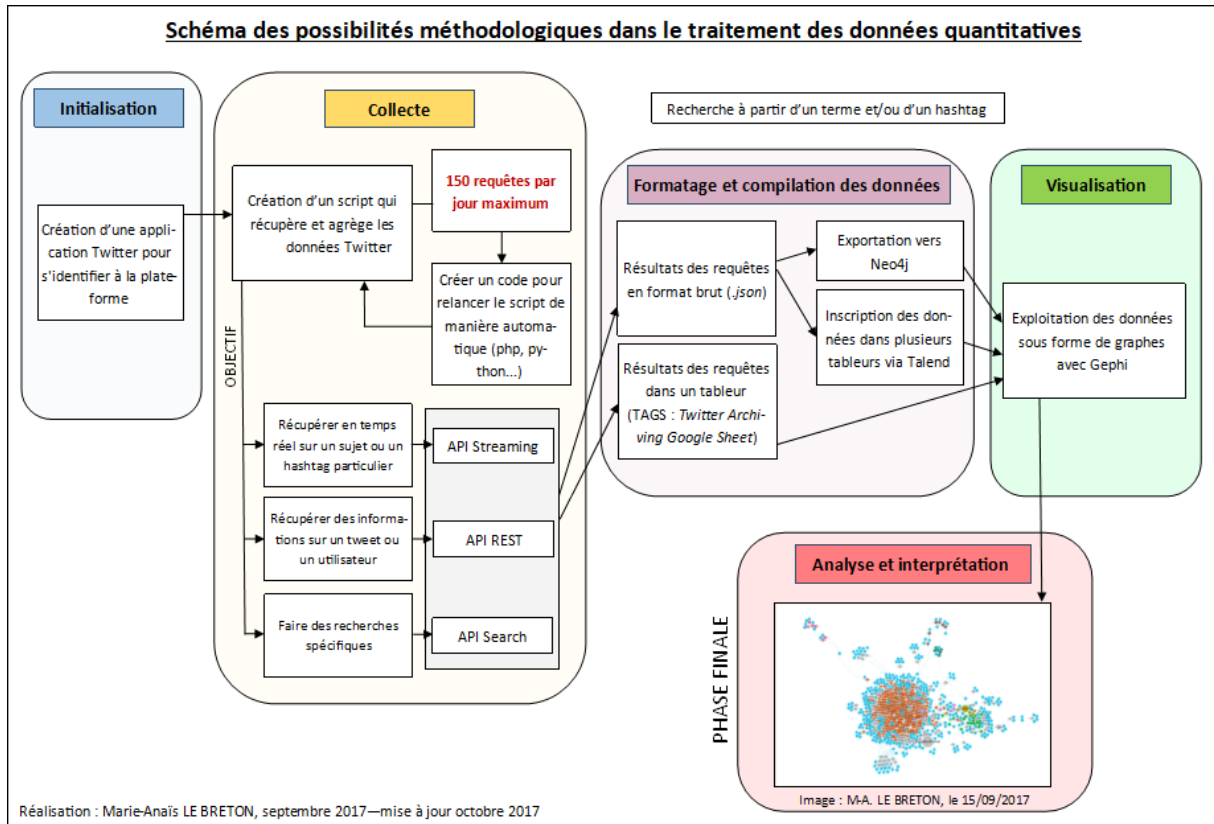 Schéma des possibilités méthodologiques dans le traitement des données quantitatives
Initialisation
Création d'une appli-
cation Twitter pour
s'identifier à la plate-
forme
Collecte
Création d'un script qui
récupère et agrège les
données Twitter
150 requêtes par
jour maximum
Créer un code pour
relancer le script de
manière automa-
tique (php, py-
thon...)
OBJECTIF
Récupérer en temps
réel sur un sujet ou un
hashtag particulier
API Streaming
Récupérer des informa-
tions sur un tweet ou
un utilisateur
API REST
Faire des recherches
spécifiques
API Search
Recherche à partir d'un terme et/ou d'un hashtag
Formatage et compilation des données
Résultats des requêtes
en format brut (.json)
Exportation vers
Neo4j
Inscription des don-
nées dans plusieurs
tableurs via Talend
Résultats des requêtes
dans un tableur
(TAGS : Twitter Archi-
ving Google Sheet)
Visualisation
Exploitation des données
sous forme de graphes
avec Gephi
PHASE FINALE
Analyse et interprétation
Image : M-A. LE BRETON, le 15/09/2017
Réalisation : Marie-Anaïs LE BRETON, septembre 2017—mise à jour octobre 2017